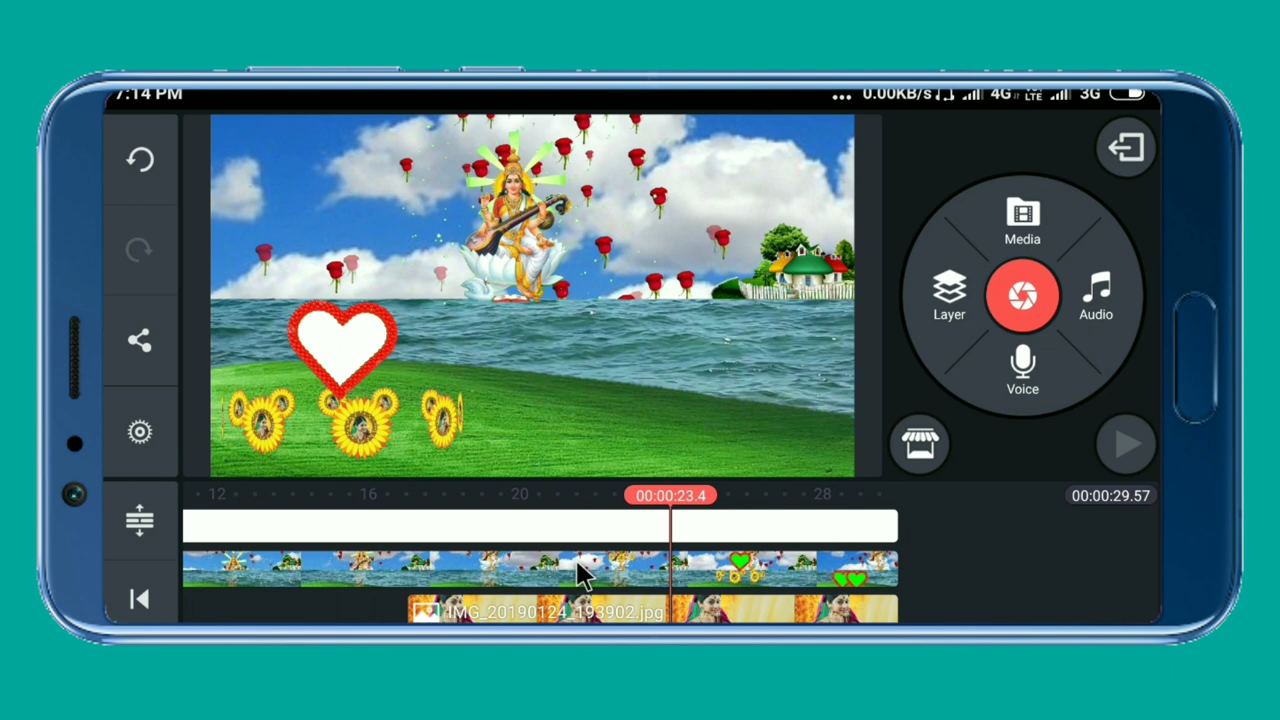 7:14 PM
... 0.00KB/s 4G LTE 3G
Media
Layer
Audio
Voice
12 16 20 00:00:23.4 28 00:00:29.57
IMG_20190124_193902.jpg